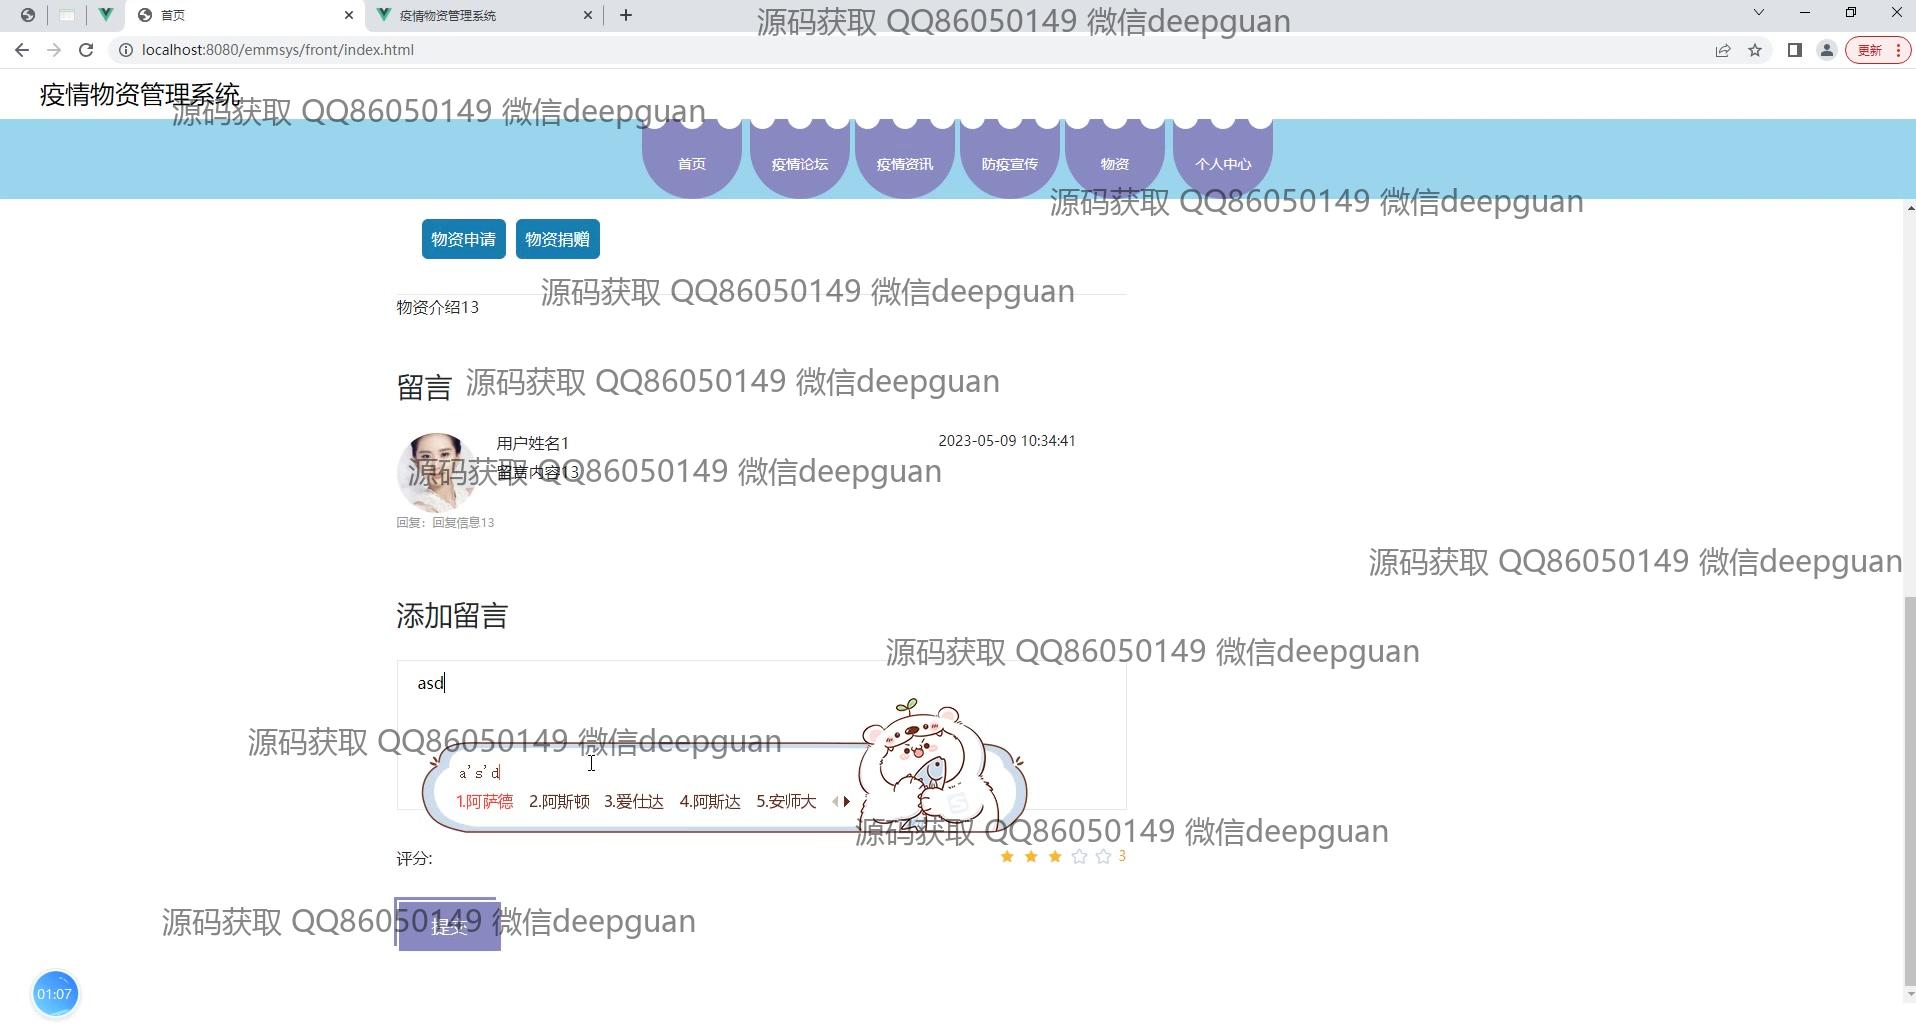 首页
疫情物资管理系统
源码获取 QQ86050149 微信deepguan
localhost:8080/emmsys/front/index.html
更新
疫情物资管理系统
源码获取 QQ86050149 微信deepguan
首页 疫情论坛 疫情资讯 防疫宣传 物资 个人中心
源码获取 QQ86050149 微信deepguan
物资申请 物资捐赠
源码获取 QQ86050149 微信deepguan
物资介绍13
留言
源码获取 QQ86050149 微信deepguan
用户姓名1
2023-05-09 10:34:41
留言内容13
源码获取 QQ86050149 微信deepguan
回复：回复信息13
源码获取 QQ86050149 微信deepguan
添加留言
源码获取 QQ86050149 微信deepguan
asd
源码获取 QQ86050149 微信deepguan
a's'd
1.阿萨德 2.阿斯顿 3.爱仕达 4.阿斯达 5.安师大
源码获取 QQ86050149 微信deepguan
评分:
3
源码获取 QQ86050149 微信deepguan
提交
01:07